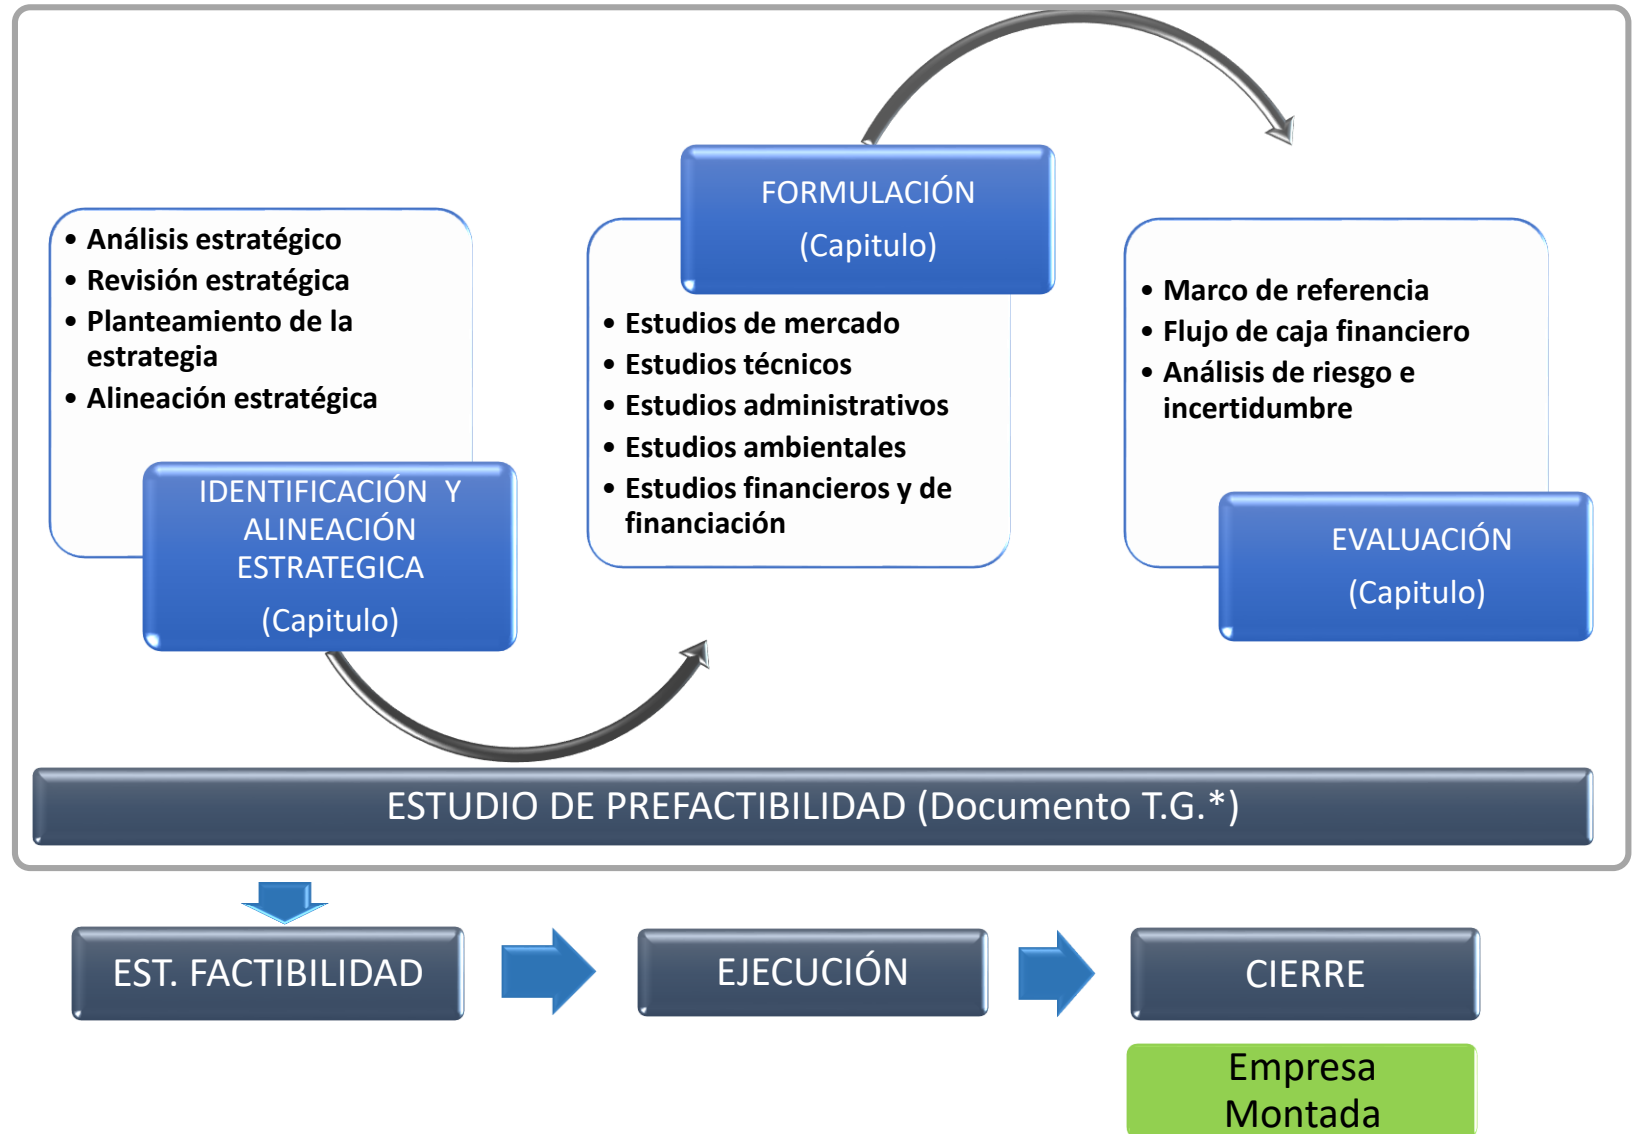 • Análisis estratégico
• Revisión estratégica
• Planteamiento de la
estrategia
• Alineación estratégica
IDENTIFICACIÓN Y
ALINEACIÓN
ESTRATEGICA
(Capitulo)
FORMULACIÓN
(Capitulo)
• Estudios de mercado
• Estudios técnicos
• Estudios administrativos
• Estudios ambientales
• Estudios financieros y de
financiación
• Marco de referencia
• Flujo de caja financiero
• Análisis de riesgo e
incertidumbre
EVALUACIÓN
(Capitulo)
ESTUDIO DE PREFACTIBILIDAD (Documento T.G.*)
EST. FACTIBILIDAD
EJECUCIÓN
CIERRE
Empresa
Montada